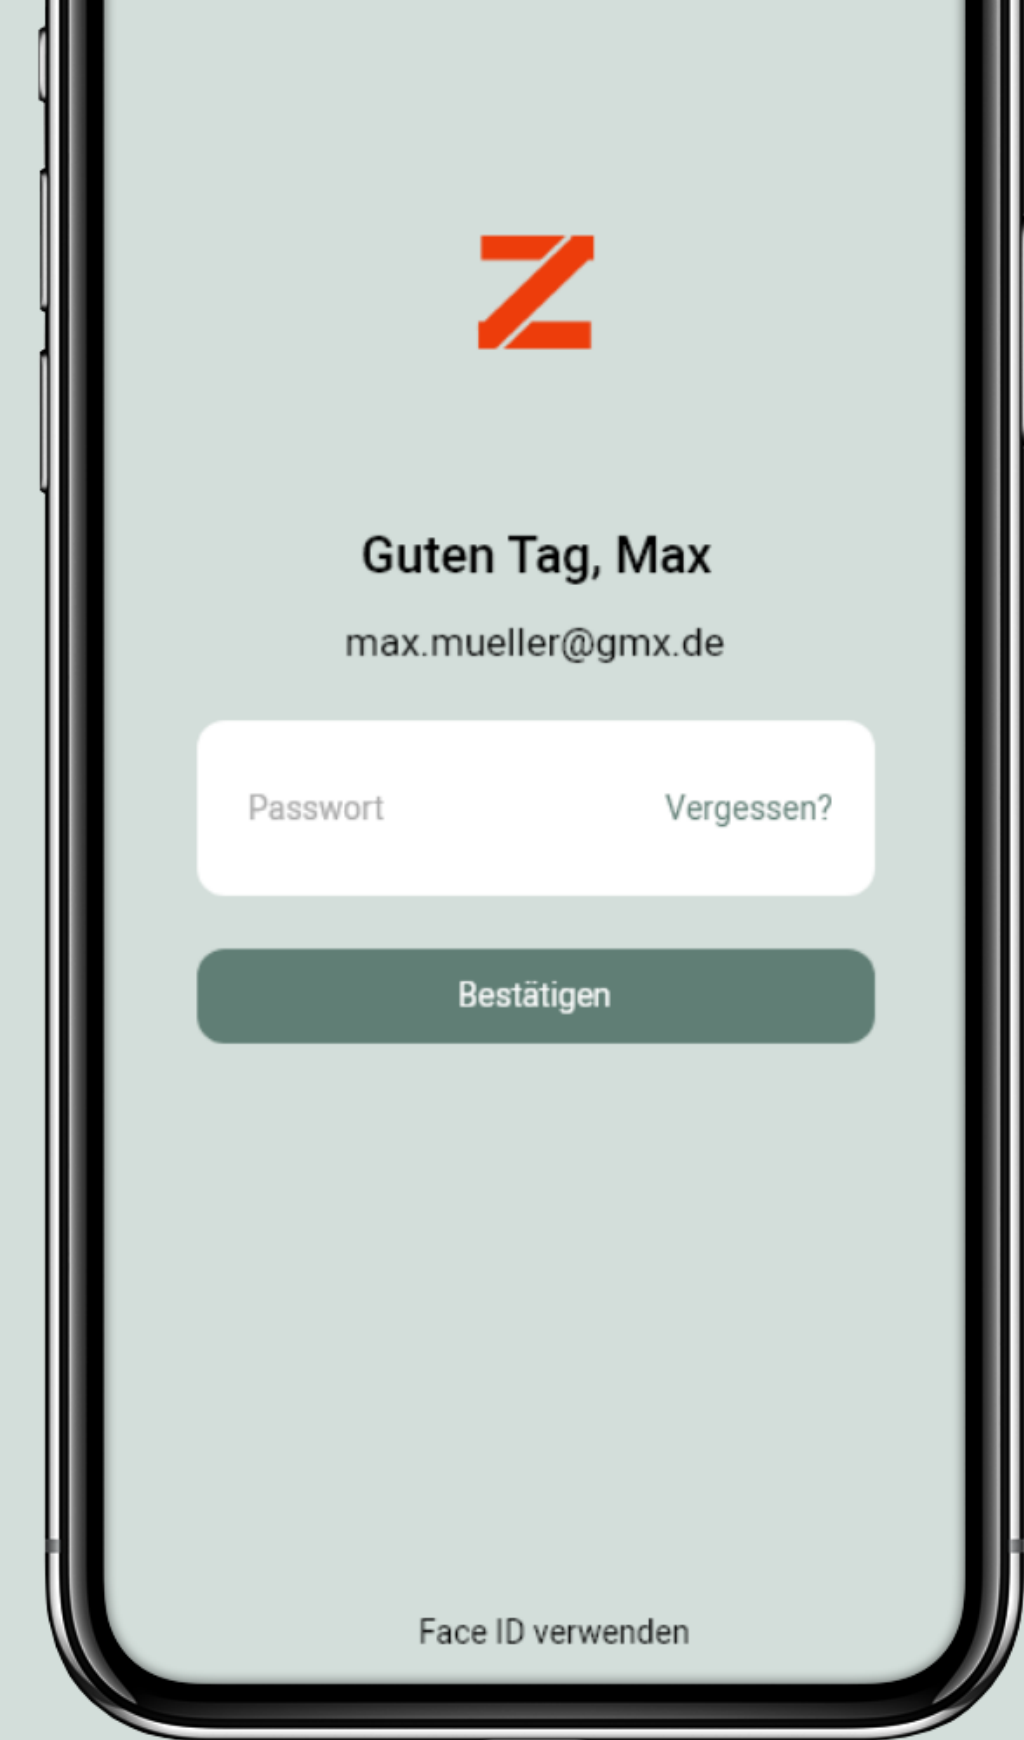 Z
Guten Tag, Max
max.mueller@gmx.de
Passwort Vergessen?
Bestätigen
Face ID verwenden